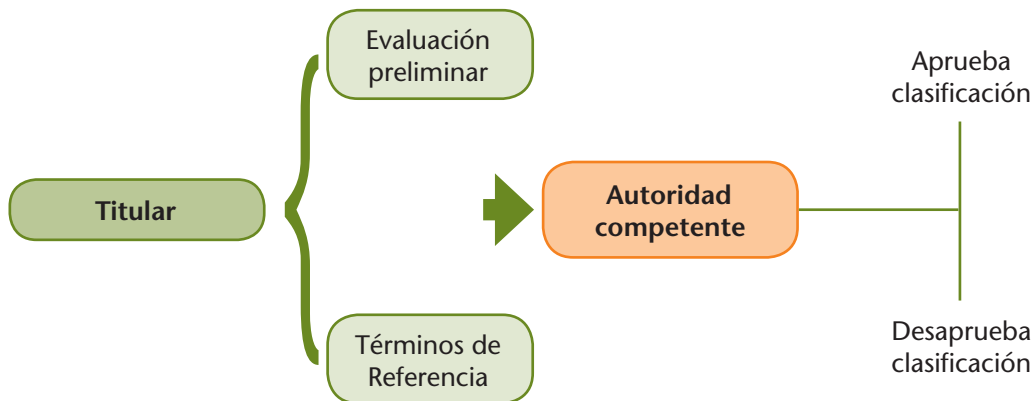 Evaluación
preliminar
Titular
Términos de
Referencia
Autoridad
competente
Aprueba
clasificación
Desaprueba
clasificación